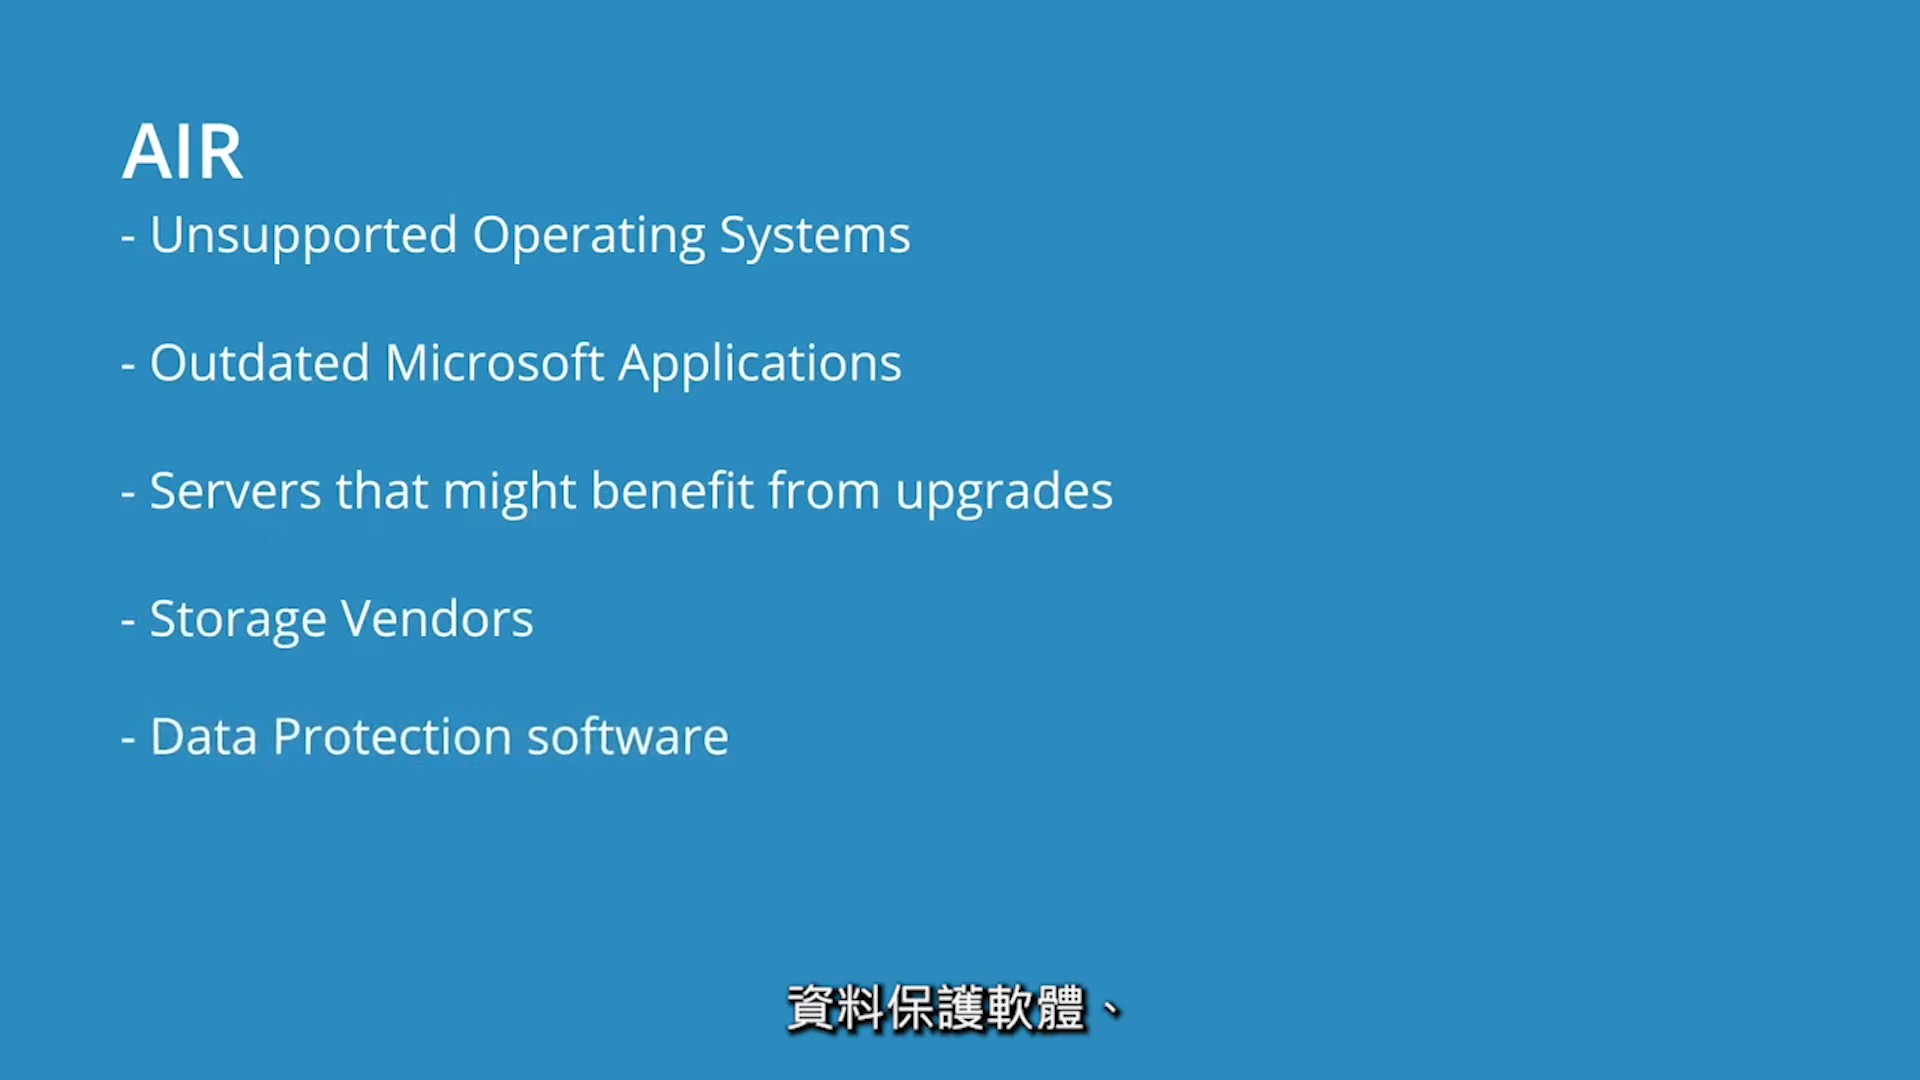 AIR
- Unsupported Operating Systems
- Outdated Microsoft Applications
- Servers that might benefit from upgrades
- Storage Vendors
- Data Protection software
資料保護軟體、